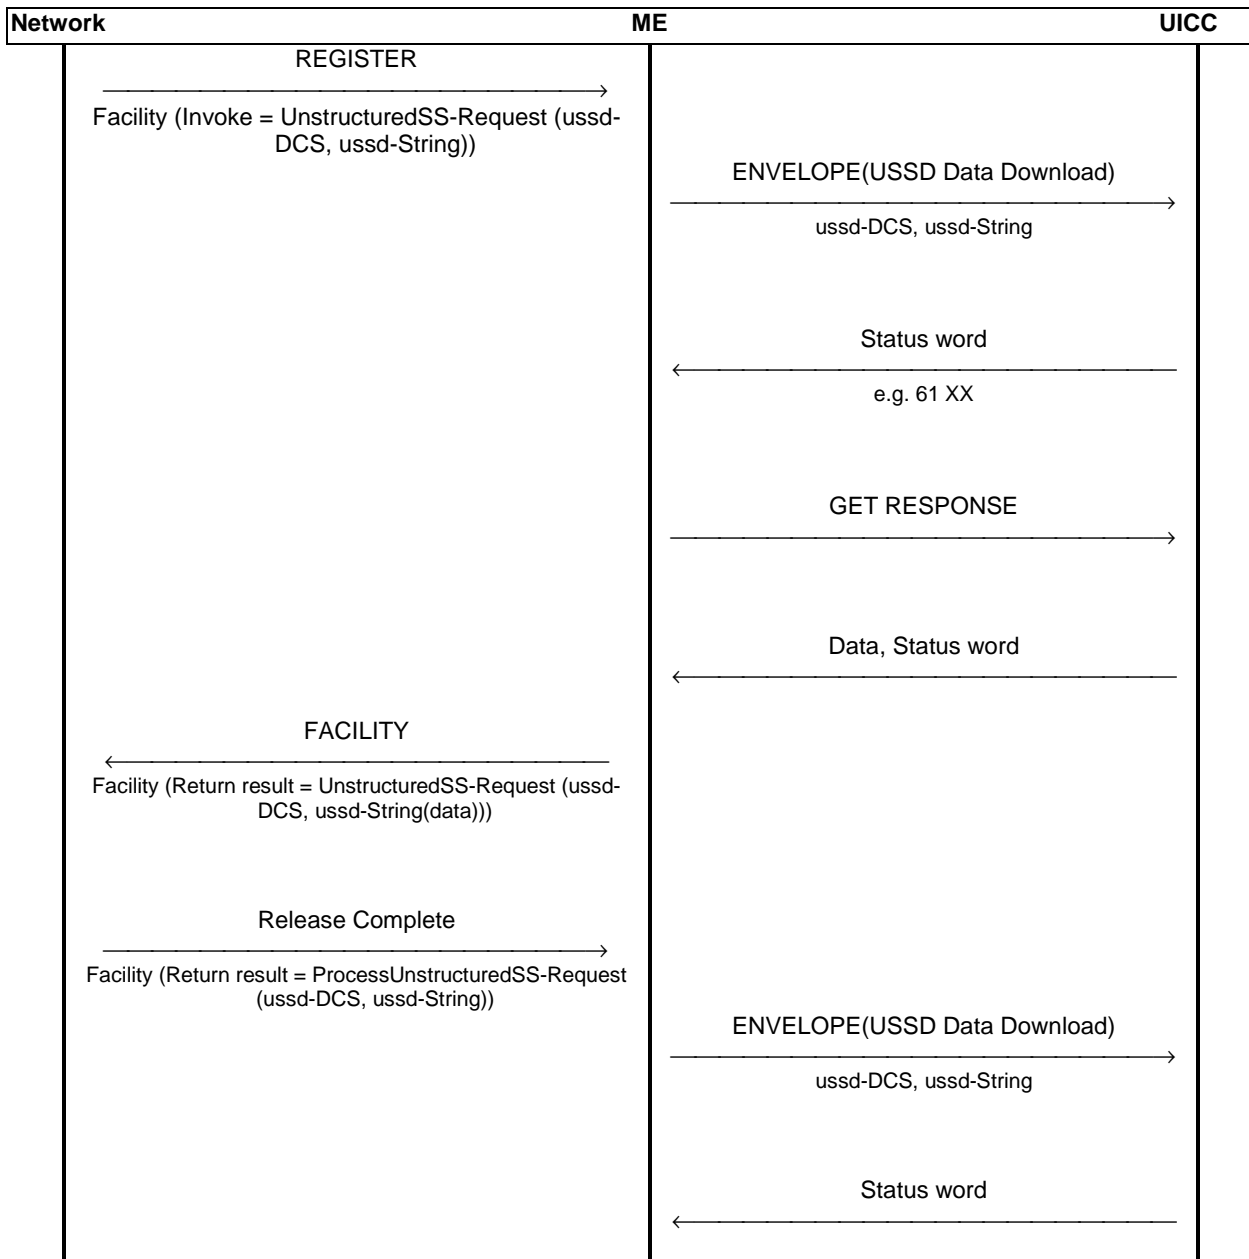 Network ME UICC
REGISTER
Facility (Invoke = UnstructuredSS-Request (ussd-
DCS, ussd-String))
ENVELOPE(USSD Data Download)
ussd-DCS, ussd-String
Status word
e.g. 61 XX
GET RESPONSE
Data, Status word
FACILITY
Facility (Return result = UnstructuredSS-Request (ussd-
DCS, ussd-String(data)))
Release Complete
Facility (Return result = ProcessUnstructuredSS-Request
(ussd-DCS, ussd-String))
ENVELOPE(USSD Data Download)
ussd-DCS, ussd-String
Status word